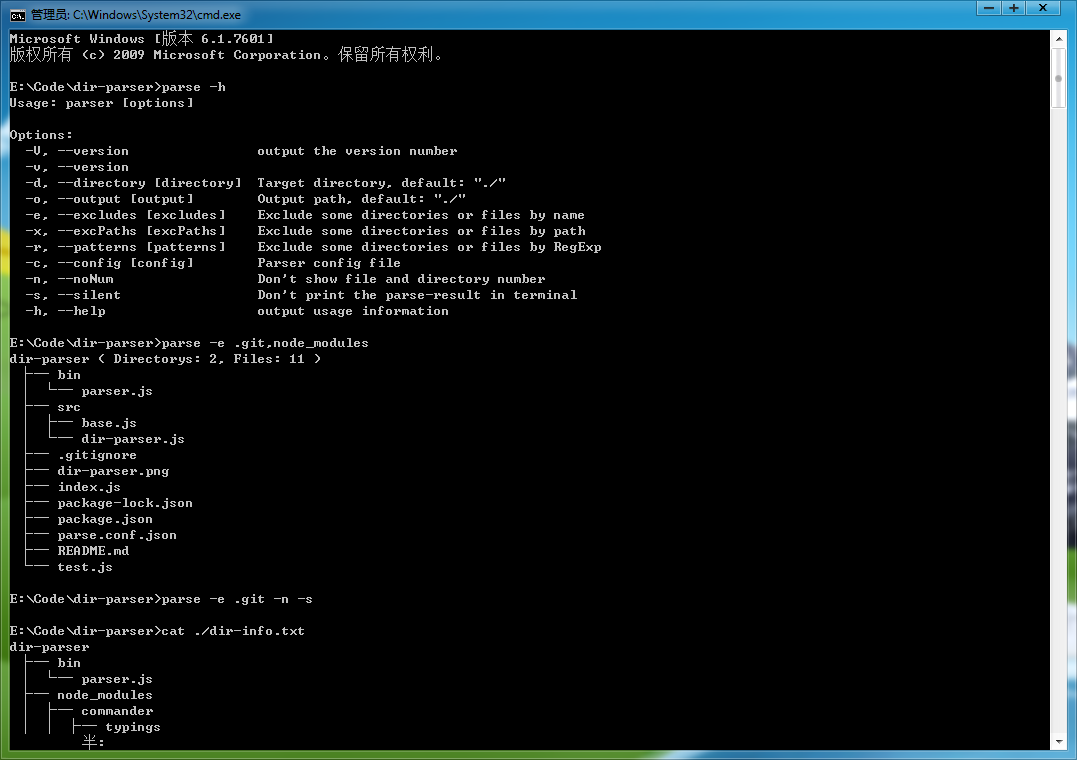 管理员: C:\Windows\System32\cmd.exe
Microsoft Windows [版本 6.1.7601]
版权所有 (c) 2009 Microsoft Corporation。保留所有权利。
E:\Code\dir-parser>parse -h
Usage: parser [options]
Options:
  -V, --version                output the version number
  -v, --version
  -d, --directory [directory]  Target directory, default: "./"
  -o, --output [output]        Output path, default: "./"
  -e, --excludes [excludes]    Exclude some directories or files by name
  -x, --excPaths [excPaths]    Exclude some directories or files by path
  -r, --patterns [patterns]    Exclude some directories or files by RegExp
  -c, --config [config]        Parser config file
  -n, --noNum                  Don't show file and directory number
  -s, --silent                 Don't print the parse-result in terminal
  -h, --help                   output usage information
E:\Code\dir-parser>parse -e .git,node_modules
dir-parser ( Directorys: 2, Files: 11 )
  ├── bin
  │  └── parser.js
  ├── src
  │  ├── base.js
  │  └── dir-parser.js
  ├── .gitignore
  ├── dir-parser.png
  ├── index.js
  ├── package-lock.json
  ├── package.json
  ├── parse.conf.json
  ├── README.md
  └── test.js
E:\Code\dir-parser>parse -e .git -n -s
E:\Code\dir-parser>cat ./dir-info.txt
dir-parser
  ├── bin
  │  └── parser.js
  ├── node_modules
  │  ├── commander
  │  │  ├── typings
半: